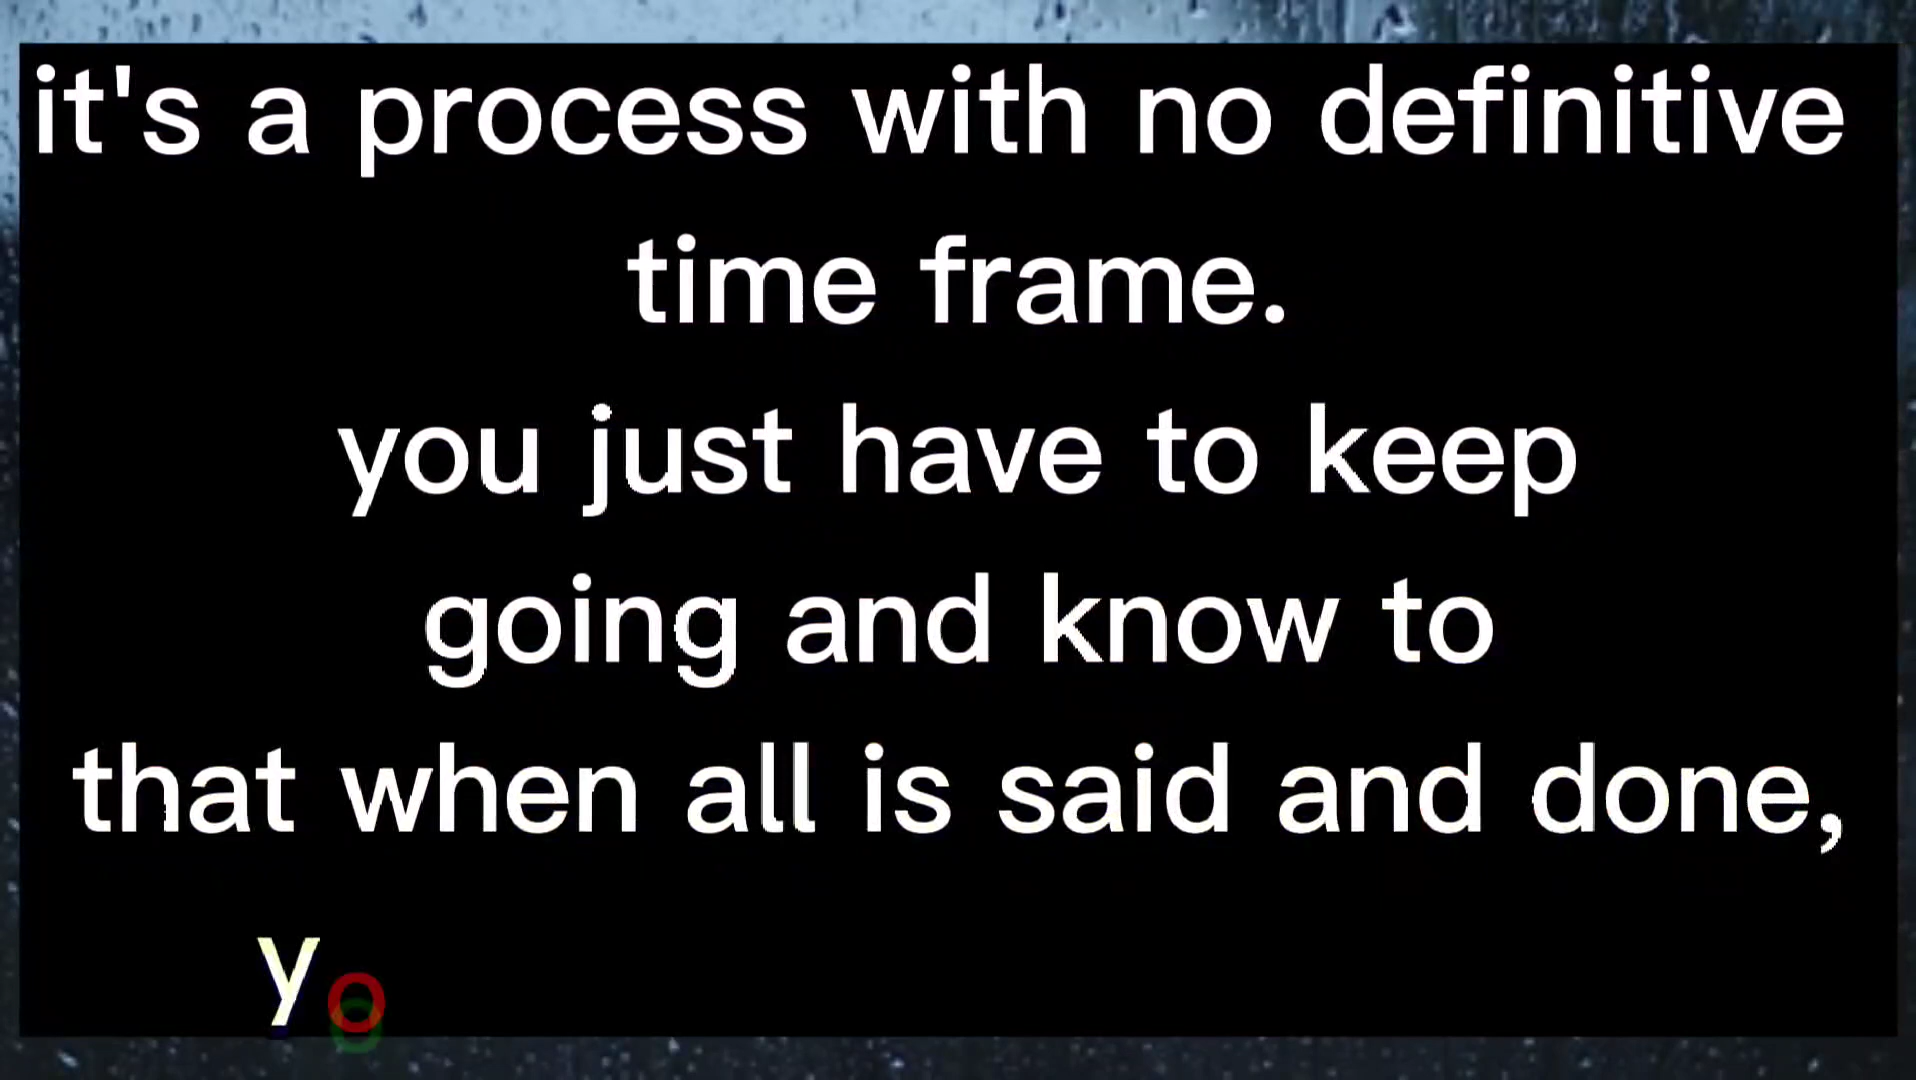 it's a process with no definitive
time frame.
you just have to keep
going and know to
that when all is said and done,
yo